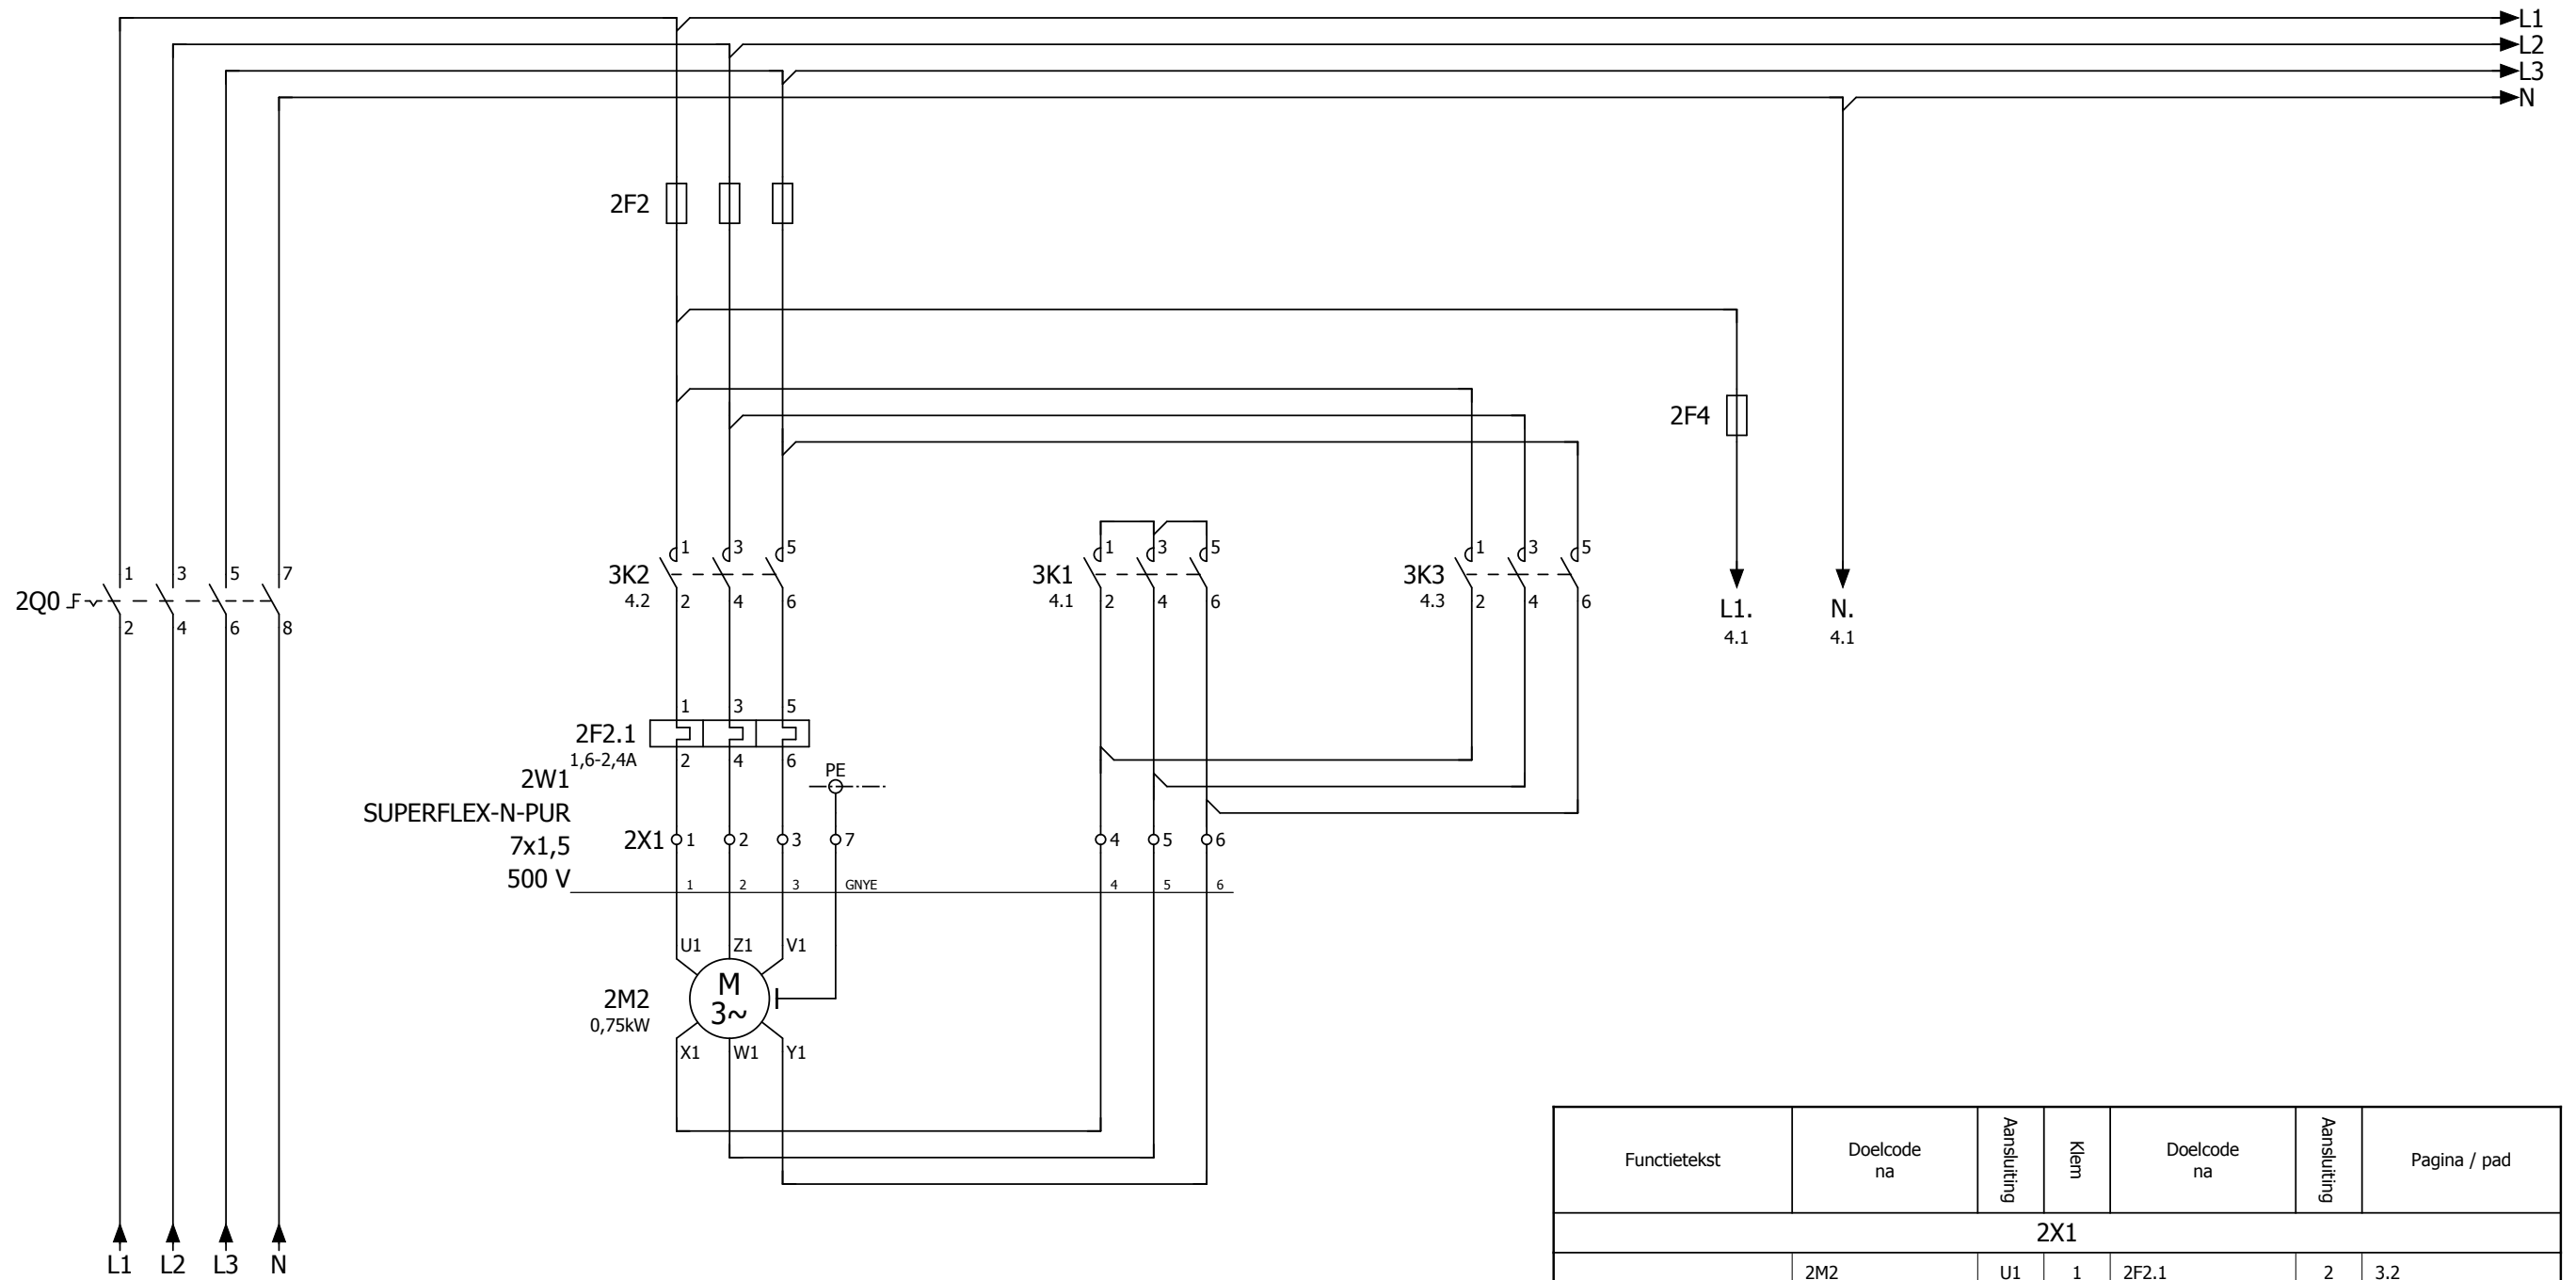 L1
L2
L3
N
2F2
2F4
1 3 5
3K2
4.2
2 4 6
1 3 5
3K1
4.1
2 4 6
1 3 5
3K3
4.3
2 4 6
1 3 5 7
2Q0
2 4 6 8
L1.
4.1
N.
4.1
1 3 5
2F2.1
1,6-2,4A
2 4 6
PE
2W1
SUPERFLEX-N-PUR
7x1,5
500 V
2X1 1 2 3 7 4 5 6
1 2 3 GNYE 4 5 6
U1 Z1 V1
M
3~
2M2
0,75kW
X1 W1 Y1
L1 L2 L3 N
Functietekst
Doelcode
na
Aansluiting
Klem
Doelcode
na
Aansluiting
Pagina / pad
2X1
2M2 U1 1 2F2.1 2 3.2